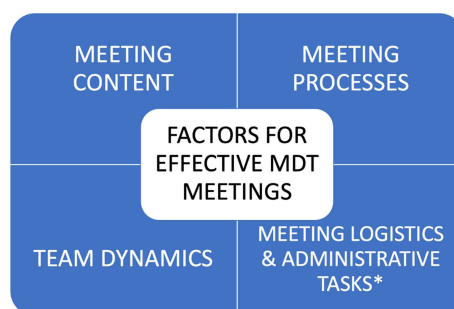 MEETING
CONTENT
MEETING
PROCESSES
FACTORS FOR
EFFECTIVE MDT
MEETINGS
TEAM DYNAMICS
MEETING LOGISTICS
& ADMINISTRATIVE
TASKS*